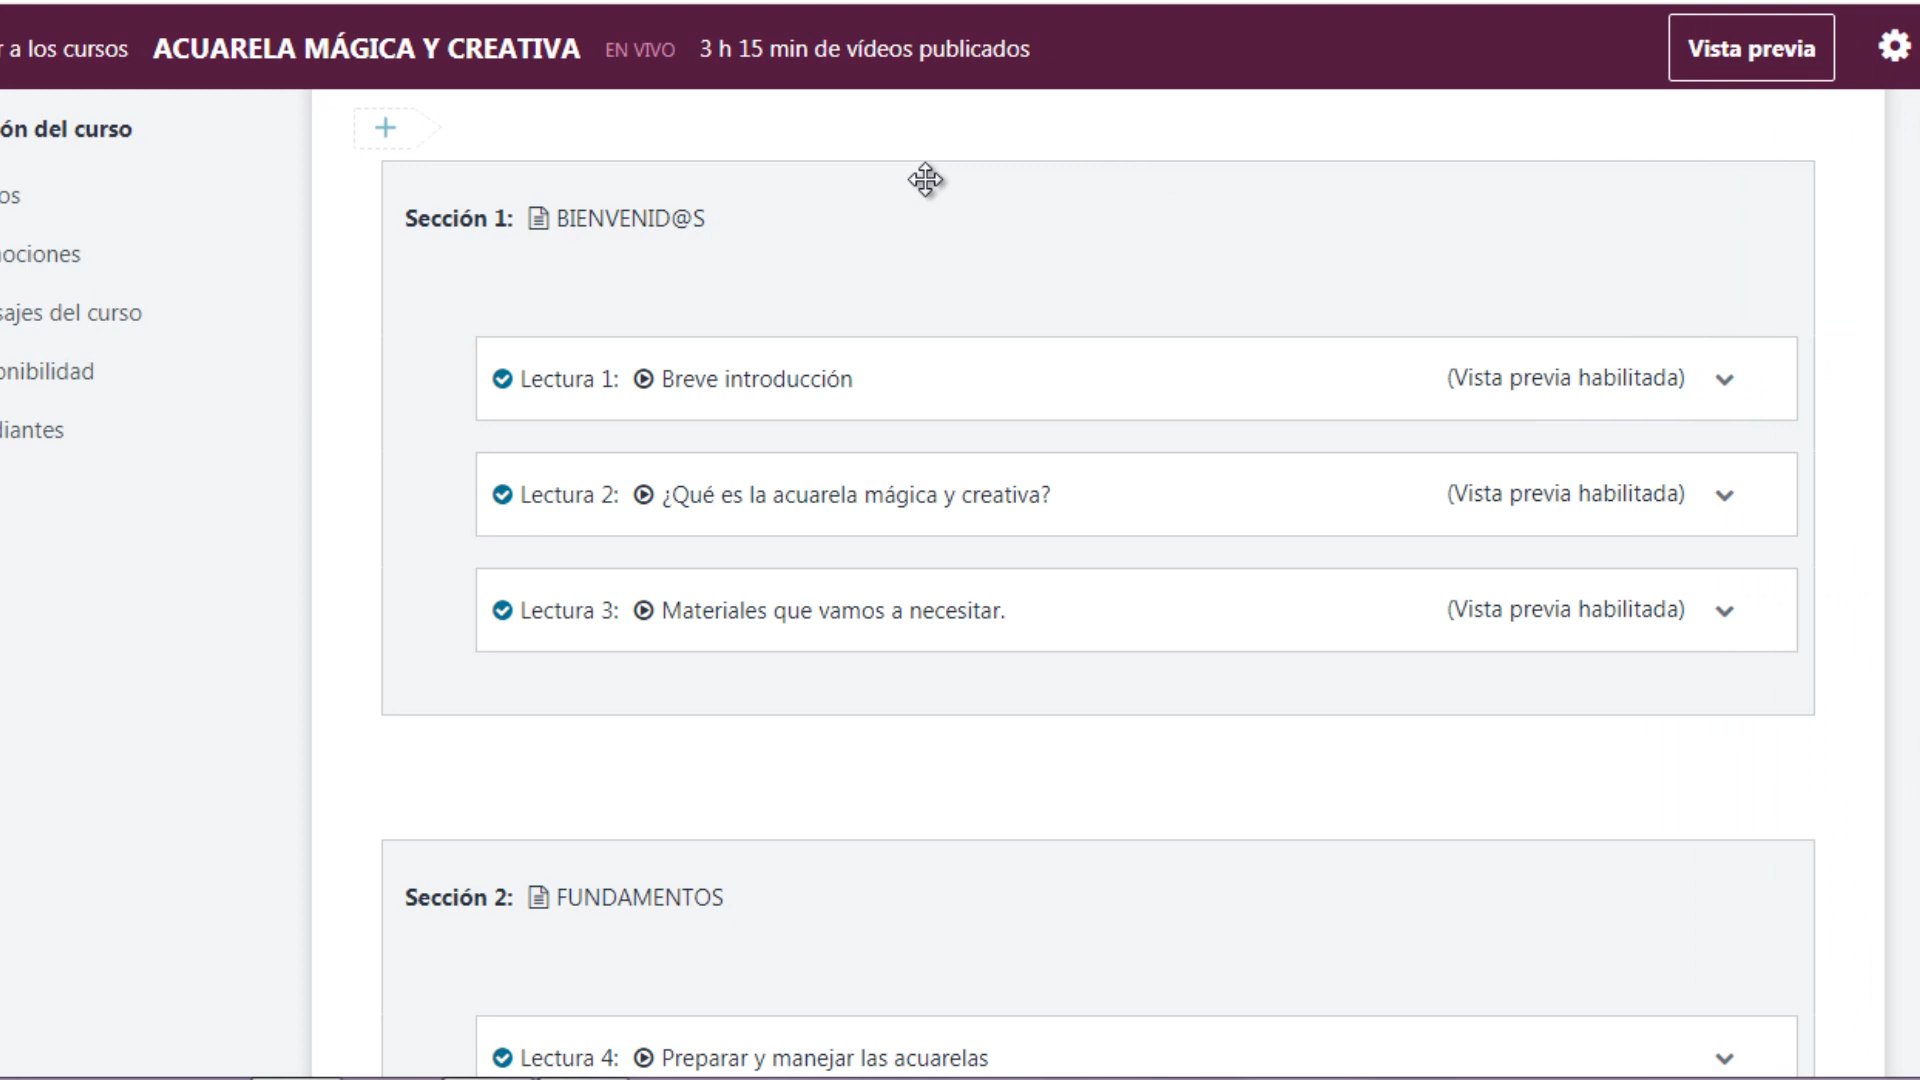 a los cursos ACUARELA MÁGICA Y CREATIVA EN VIVO 3 h 15 min de vídeos publicados Vista previa
ón del curso
os
ociones
sajes del curso
onibilidad
diantes
+
Sección 1: BIENVENID@S
Lectura 1: Breve introducción (Vista previa habilitada)
Lectura 2: ¿Qué es la acuarela mágica y creativa? (Vista previa habilitada)
Lectura 3: Materiales que vamos a necesitar. (Vista previa habilitada)
Sección 2: FUNDAMENTOS
Lectura 4: Preparar y manejar las acuarelas